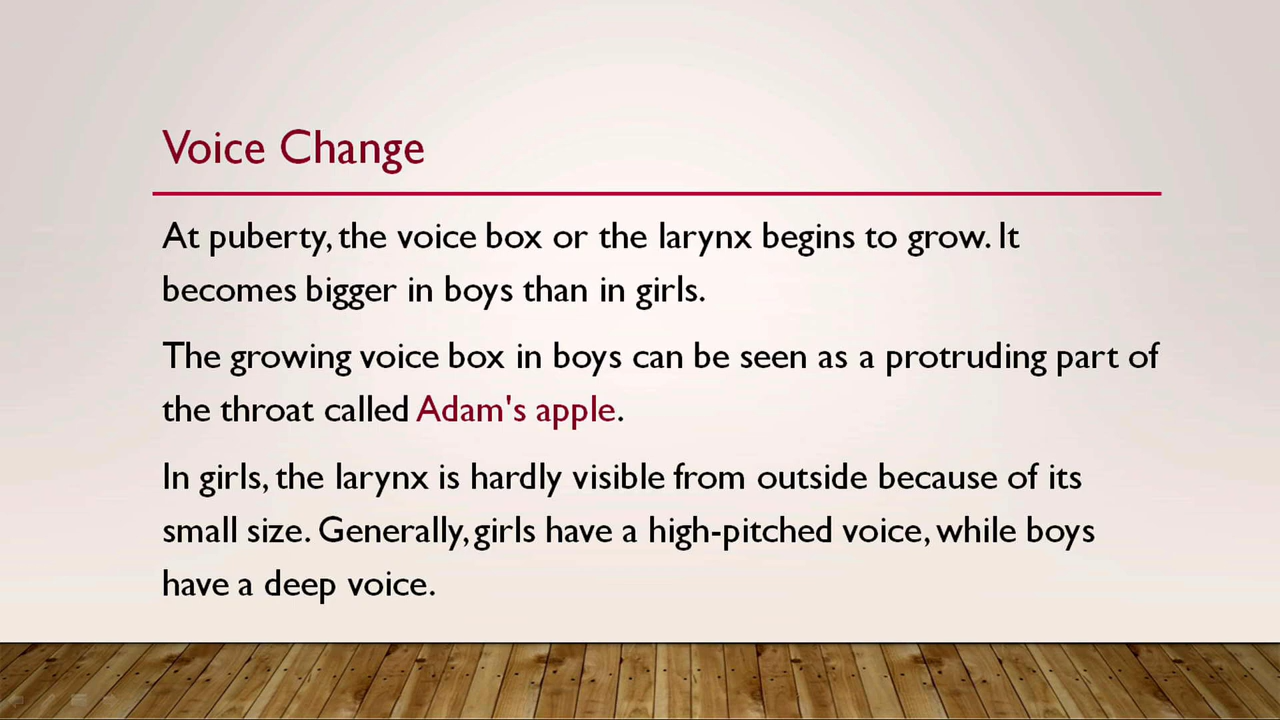 Voice Change
At puberty, the voice box or the larynx begins to grow. It
becomes bigger in boys than in girls.
The growing voice box in boys can be seen as a protruding part of
the throat called Adam's apple.
In girls, the larynx is hardly visible from outside because of its
small size. Generally, girls have a high-pitched voice, while boys
have a deep voice.